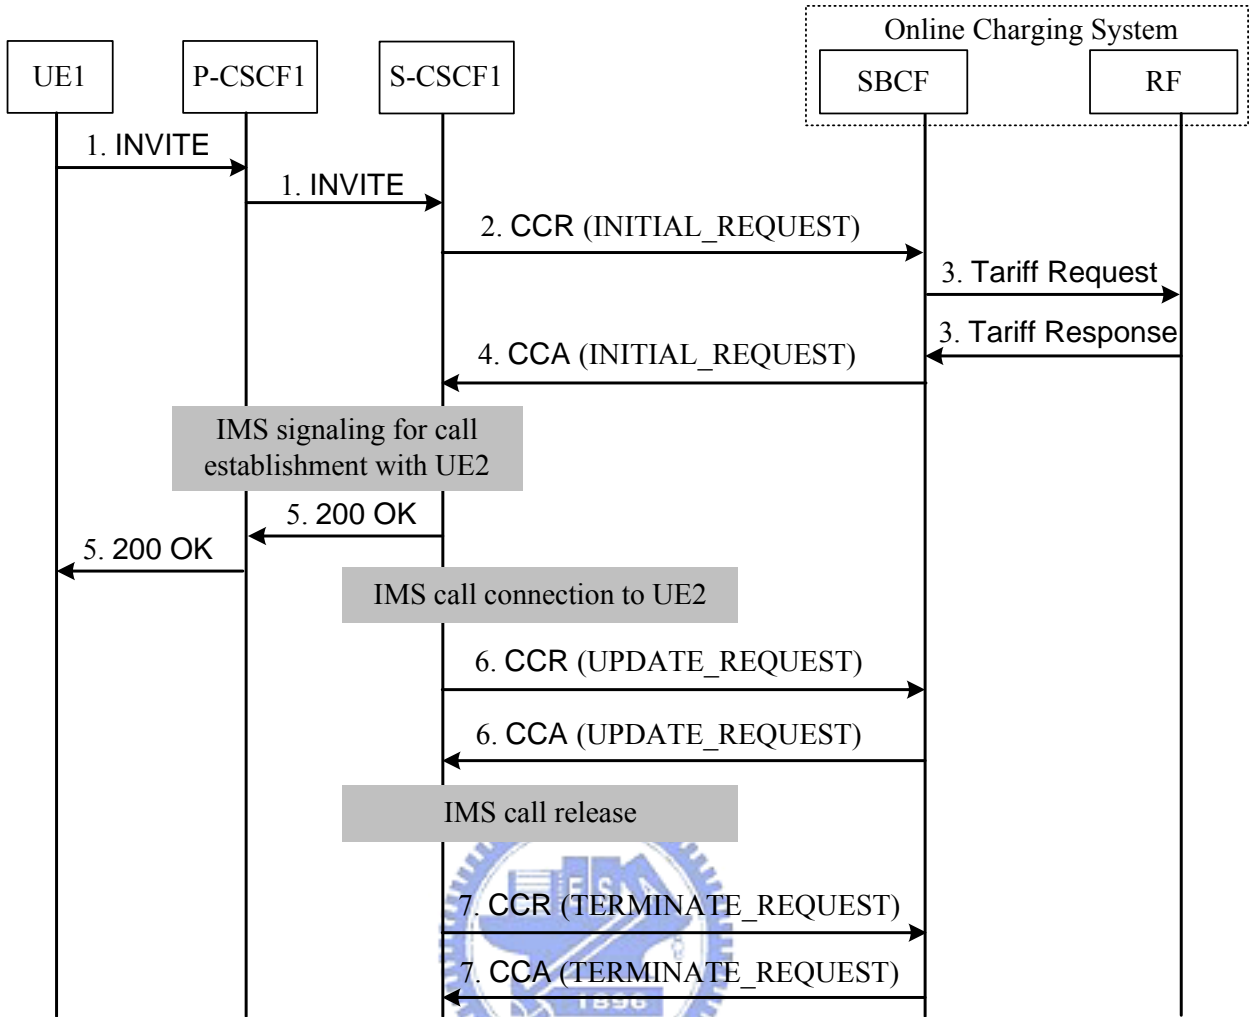 Online Charging System
UE1
P-CSCF1
S-CSCF1
SBCF
RF
1. INVITE
1. INVITE
2. CCR (INITIAL_REQUEST)
3. Tariff Request
3. Tariff Response
4. CCA (INITIAL_REQUEST)
IMS signaling for call
establishment with UE2
5. 200 OK
5. 200 OK
IMS call connection to UE2
6. CCR (UPDATE_REQUEST)
6. CCA (UPDATE_REQUEST)
IMS call release
E S
7. CCR (TERMINATE_REQUEST)
7. CCA (TERMINATE_REQUEST)
1896